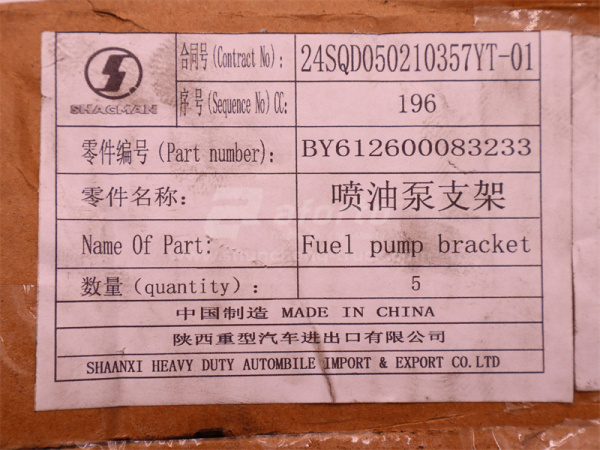 SHACMAN
合同号(Contract No): 24SQD050210357YT-01
序号(Sequence No)CC: 196
零件编号(Part number): BY612600083233
零件名称: 喷油泵支架
Name Of Part: Fuel pump bracket
数量(quantity): 5
中国制造 MADE IN CHINA
陕西重型汽车进出口有限公司
SHAANXI HEAVY DUTY AUTOMBILE IMPORT & EXPORT CO.LTD